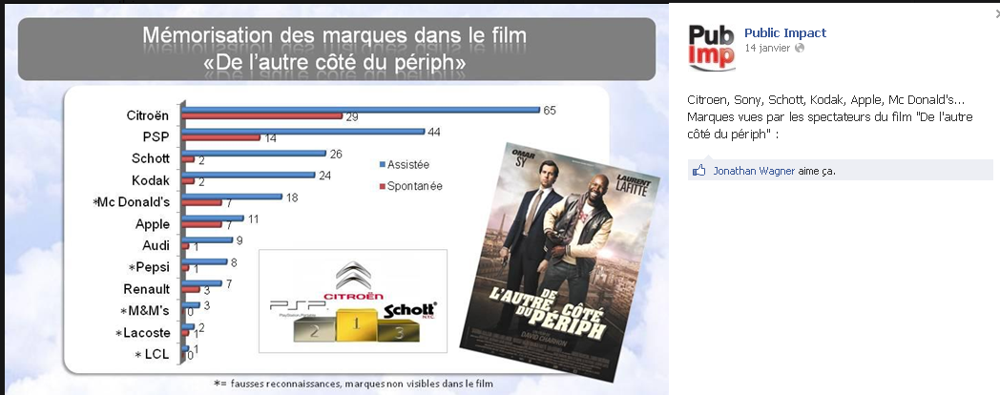 Mémorisation des marques dans le film
«De l'autre côté du périph»
Citroën 65 29
PSP 44 14
Schott 26 2
Kodak 24 2
*Mc Donald's 18 7
Apple 11 7
Audi 9 1
*Pepsi 8 1
Renault 7 3
*M&M's 3 0
*Lacoste 2 1
* LCL 1 0
Assistée
Spontanée
CITROËN
PSP
PlayStation Portable
Schott
N.Y.C.
2 1 3
OMAR
SY
LAURENT
LAFITTE
DE
L'AUTRE CÔTÉ
DU PÉRIPH
DAVID CHARHON
*= fausses reconnaissances, marques non visibles dans le film
Pub
Imp
Public Impact
14 janvier
Citroen, Sony, Schott, Kodak, Apple, Mc Donald's...
Marques vues par les spectateurs du film "De l'autre
côté du périph" :
Jonathan Wagner aime ça.